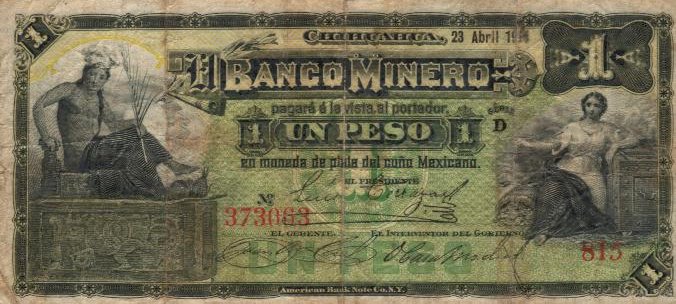 1
CHIHUAHUA, 23 Abril
1
EL BANCO MINERO
pagará á la vista al portador
SERIE
D
1 UN PESO 1
en moneda de plata del cuño Mexicano.
EL PRESIDENTE
Nº 373063
EL GERENTE. EL INTERVENTOR DEL GOBIERNO
815
1
American Bank Note Co. N.Y.